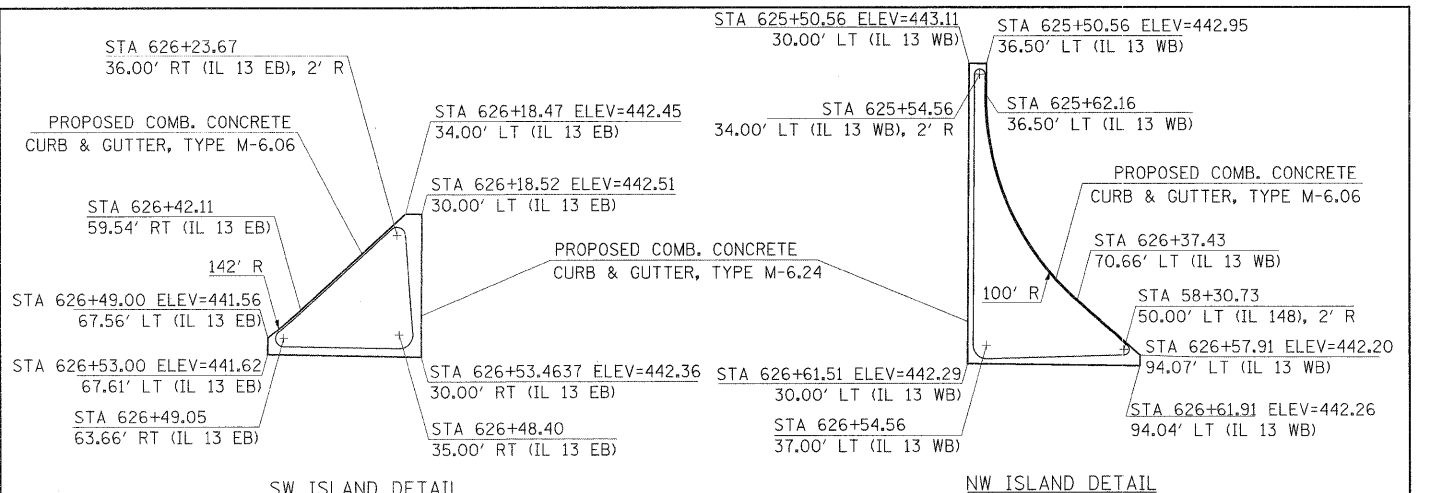 STA 626+23.67
36.00' RT (IL 13 EB), 2' R
PROPOSED COMB. CONCRETE
CURB & GUTTER, TYPE M-6.06
STA 626+18.47 ELEV=442.45
34.00' LT (IL 13 EB)
STA 626+18.52 ELEV=442.51
30.00' LT (IL 13 EB)
STA 626+42.11
59.54' RT (IL 13 EB)
142' R
STA 626+49.00 ELEV=441.56
67.56' LT (IL 13 EB)
STA 626+53.00 ELEV=441.62
67.61' LT (IL 13 EB)
STA 626+49.05
63.66' RT (IL 13 EB)
STA 626+53.4637 ELEV=442.36
30.00' RT (IL 13 EB)
STA 626+48.40
35.00' RT (IL 13 EB)
SW ISLAND DETAIL
PROPOSED COMB. CONCRETE
CURB & GUTTER, TYPE M-6.24
STA 625+50.56 ELEV=443.11
30.00' LT (IL 13 WB)
STA 625+50.56 ELEV=442.95
36.50' LT (IL 13 WB)
STA 625+54.56
34.00' LT (IL 13 WB), 2' R
STA 625+62.16
36.50' LT (IL 13 WB)
PROPOSED COMB. CONCRETE
CURB & GUTTER, TYPE M-6.06
STA 626+37.43
70.66' LT (IL 13 WB)
100' R
STA 58+30.73
50.00' LT (IL 148), 2' R
STA 626+57.91 ELEV=442.20
94.07' LT (IL 13 WB)
STA 626+61.51 ELEV=442.29
30.00' LT (IL 13 WB)
STA 626+61.91 ELEV=442.26
94.04' LT (IL 13 WB)
STA 626+54.56
37.00' LT (IL 13 WB)
NW ISLAND DETAIL